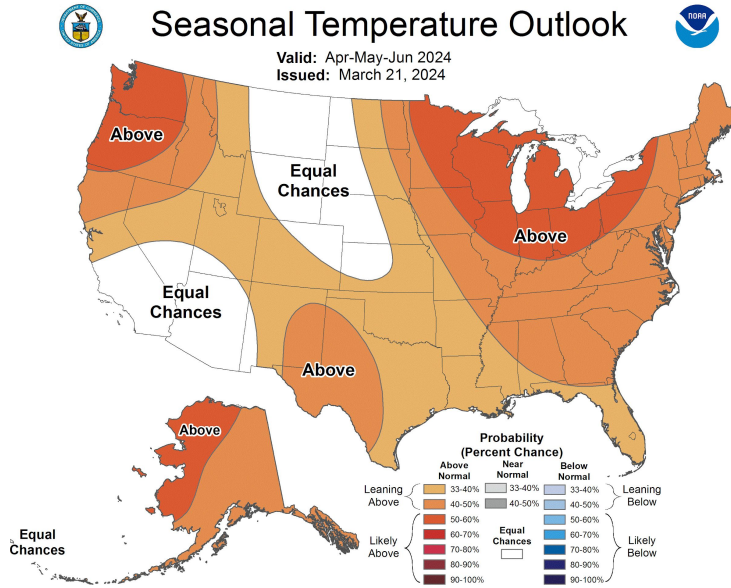 Seasonal Temperature Outlook
NOAA
Valid: Apr-May-Jun 2024
Issued: March 21, 2024
Above
Equal
Chances
Above
Equal
Chances
Above
Above
Equal
Chances
Probability
(Percent Chance)
Above
Normal
Near
Normal
Below
Normal
Leaning
Above
33-40%
40-50%
33-40%
40-50%
33-40%
40-50%
Leaning
Below
Likely
Above
50-60%
60-70%
70-80%
80-90%
90-100%
Equal
Chances
50-60%
60-70%
70-80%
80-90%
90-100%
Likely
Below